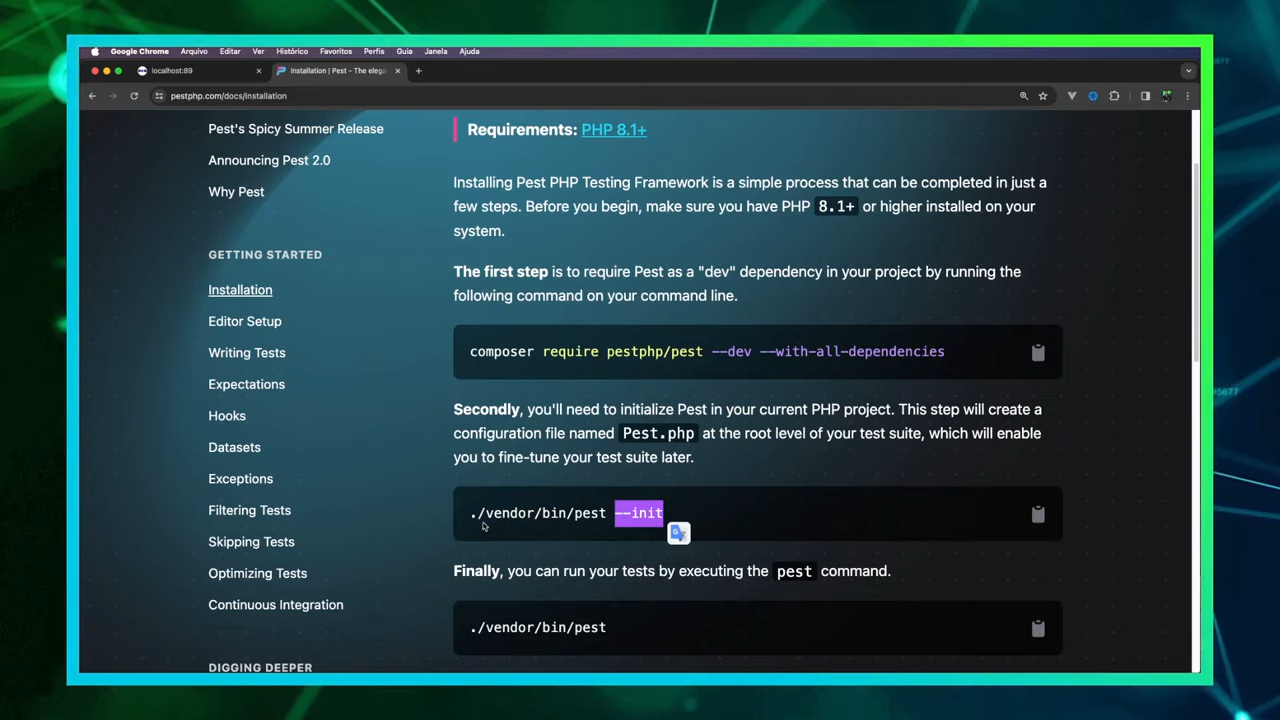 Google Chrome Arquivo Editar Ver Histórico Favoritos Perfis Guia Janela Ajuda
localhost:89
Installation | Pest - The elega
pestphp.com/docs/installation
Pest's Spicy Summer Release
Announcing Pest 2.0
Why Pest
GETTING STARTED
Installation
Editor Setup
Writing Tests
Expectations
Hooks
Datasets
Exceptions
Filtering Tests
Skipping Tests
Optimizing Tests
Continuous Integration
DIGGING DEEPER
Requirements: PHP 8.1+
Installing Pest PHP Testing Framework is a simple process that can be completed in just a
few steps. Before you begin, make sure you have PHP 8.1+ or higher installed on your
system.
The first step is to require Pest as a "dev" dependency in your project by running the
following command on your command line.
composer require pestphp/pest --dev --with-all-dependencies
Secondly, you'll need to initialize Pest in your current PHP project. This step will create a
configuration file named Pest.php at the root level of your test suite, which will enable
you to fine-tune your test suite later.
./vendor/bin/pest --init
Finally, you can run your tests by executing the pest command.
./vendor/bin/pest